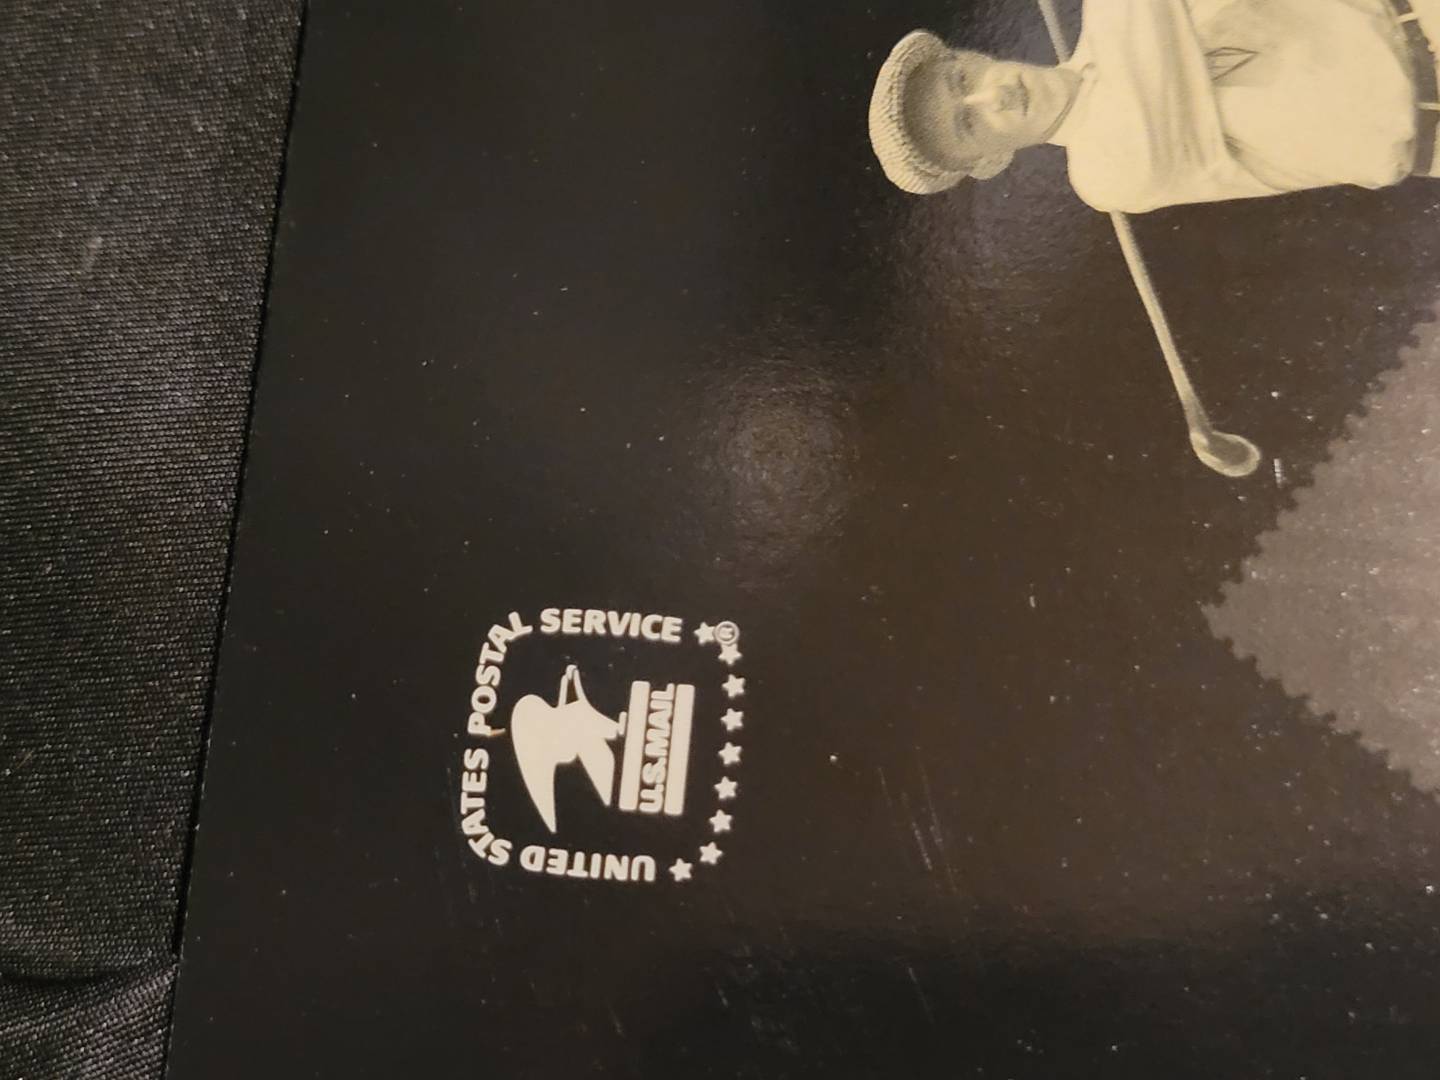 UNITED STATES POSTAL SERVICE ®
U.S.MAIL